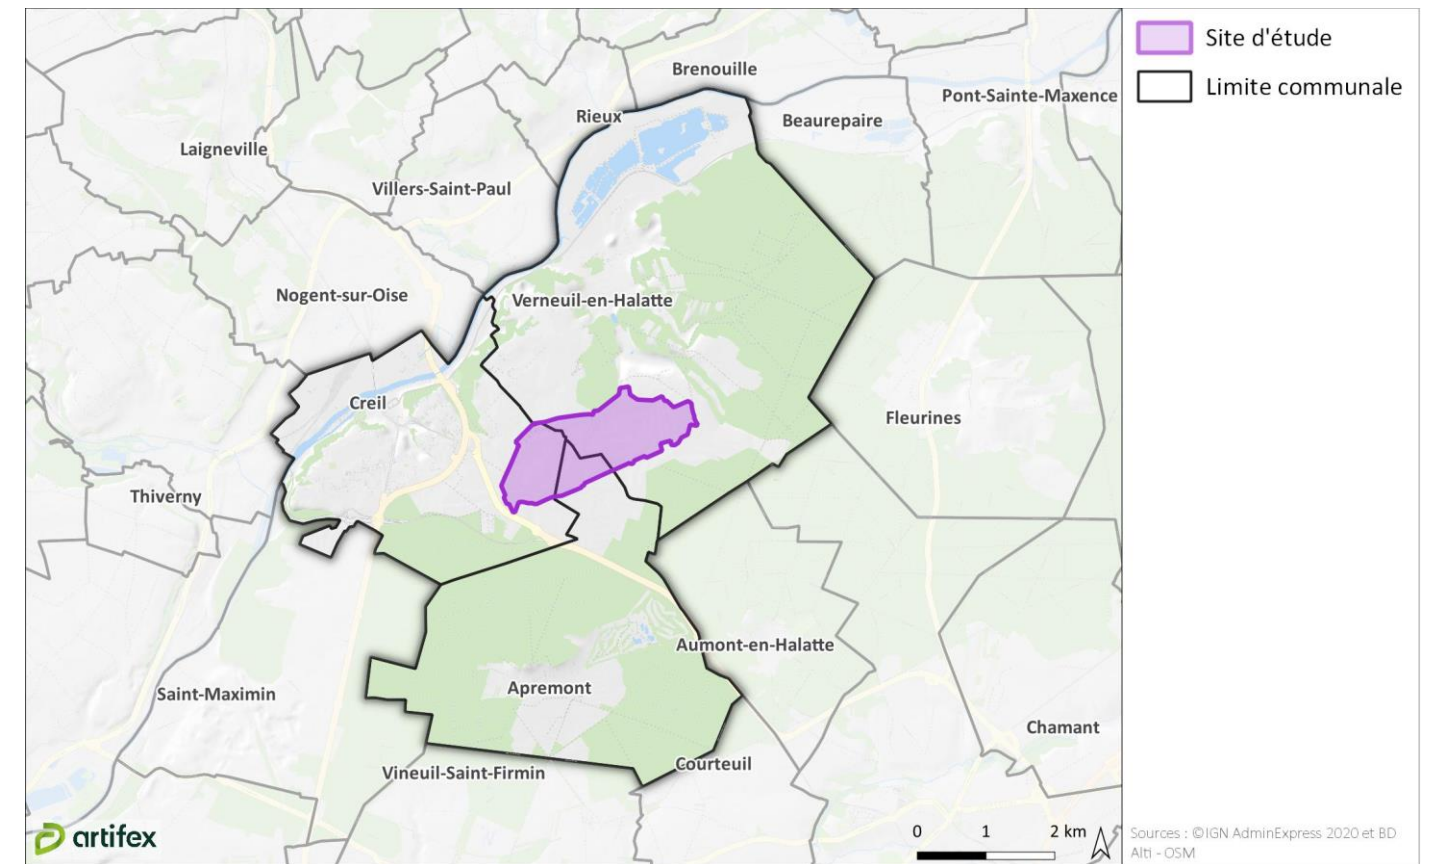 Site d'étude
Limite communale
Brenouille
Pont-Sainte-Maxence
Rieux
Beaurepaire
Laigneville
Villers-Saint-Paul
Nogent-sur-Oise
Verneuil-en-Halatte
Creil
Fleurines
Thiverny
Aumont-en-Halatte
Apremont
Saint-Maximin
Chamant
Courteuil
Vineuil-Saint-Firmin
artifex
0 1 2 km
Sources : ©IGN AdminExpress 2020 et BD
Alti - OSM